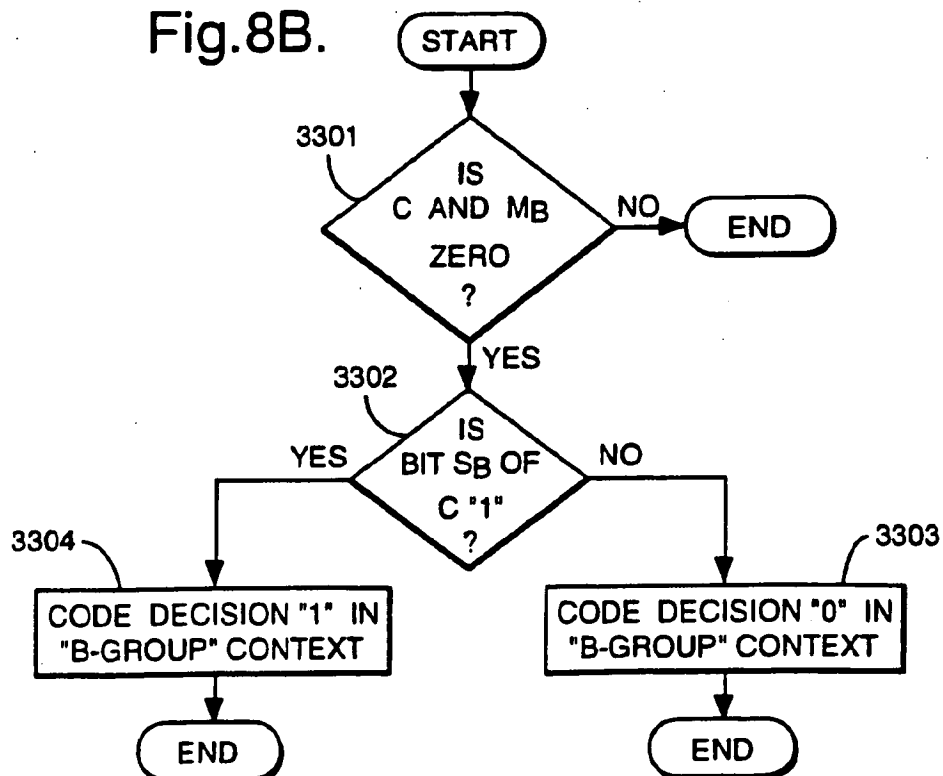 Fig.8B.
START
3301
IS
C AND MB
ZERO
?
NO
END
YES
3302
IS
BIT SB OF
C "1"
?
YES
NO
3304
3303
CODE DECISION "1" IN
"B-GROUP" CONTEXT
CODE DECISION "0" IN
"B-GROUP" CONTEXT
END
END